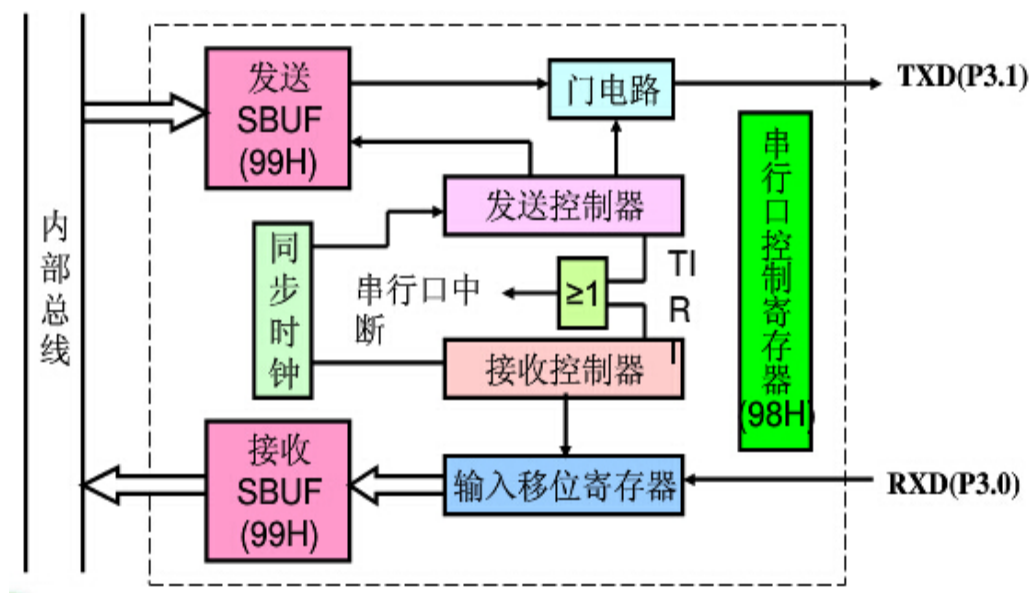 发送
SBUF
(99H)
门电路
TXD(P3.1)
发送控制器
内部总线
同步时钟
串行口中
断
≥1
TI
R
I
接收控制器
串行口控制寄存器
(98H)
接收
SBUF
(99H)
输入移位寄存器
RXD(P3.0)